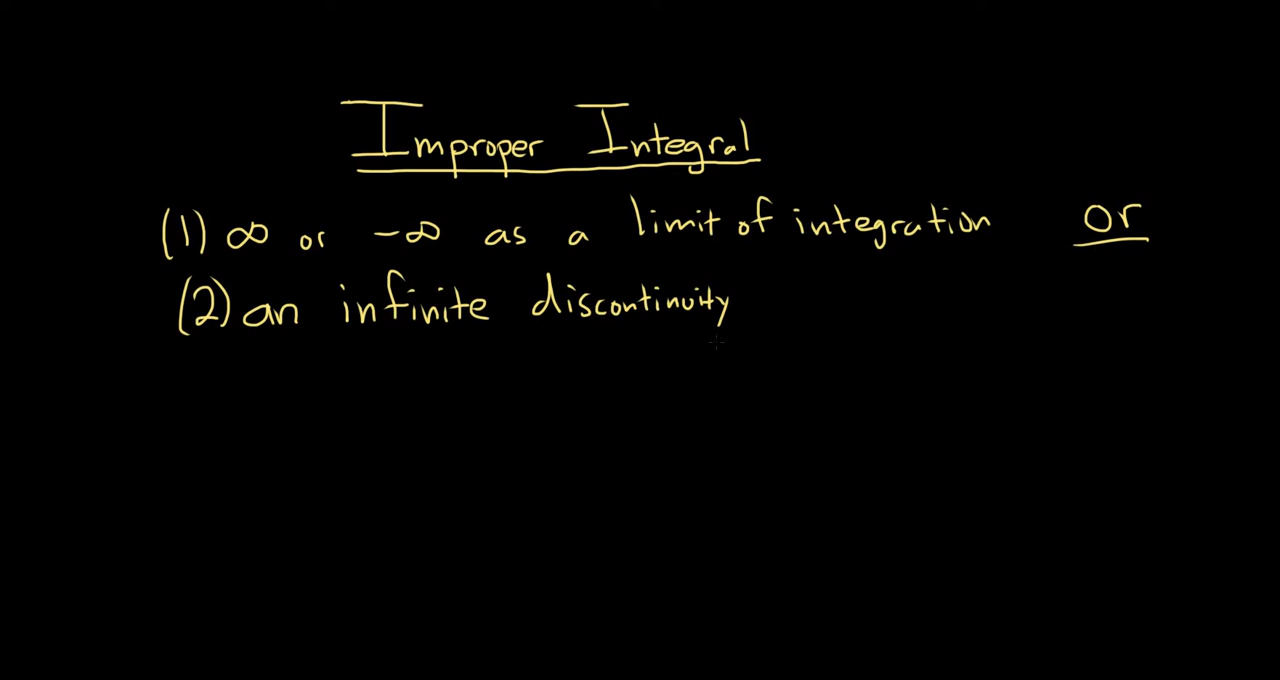 Improper Integral
(1) ∞ or -∞ as a limit of integration or
(2) an infinite discontinuity